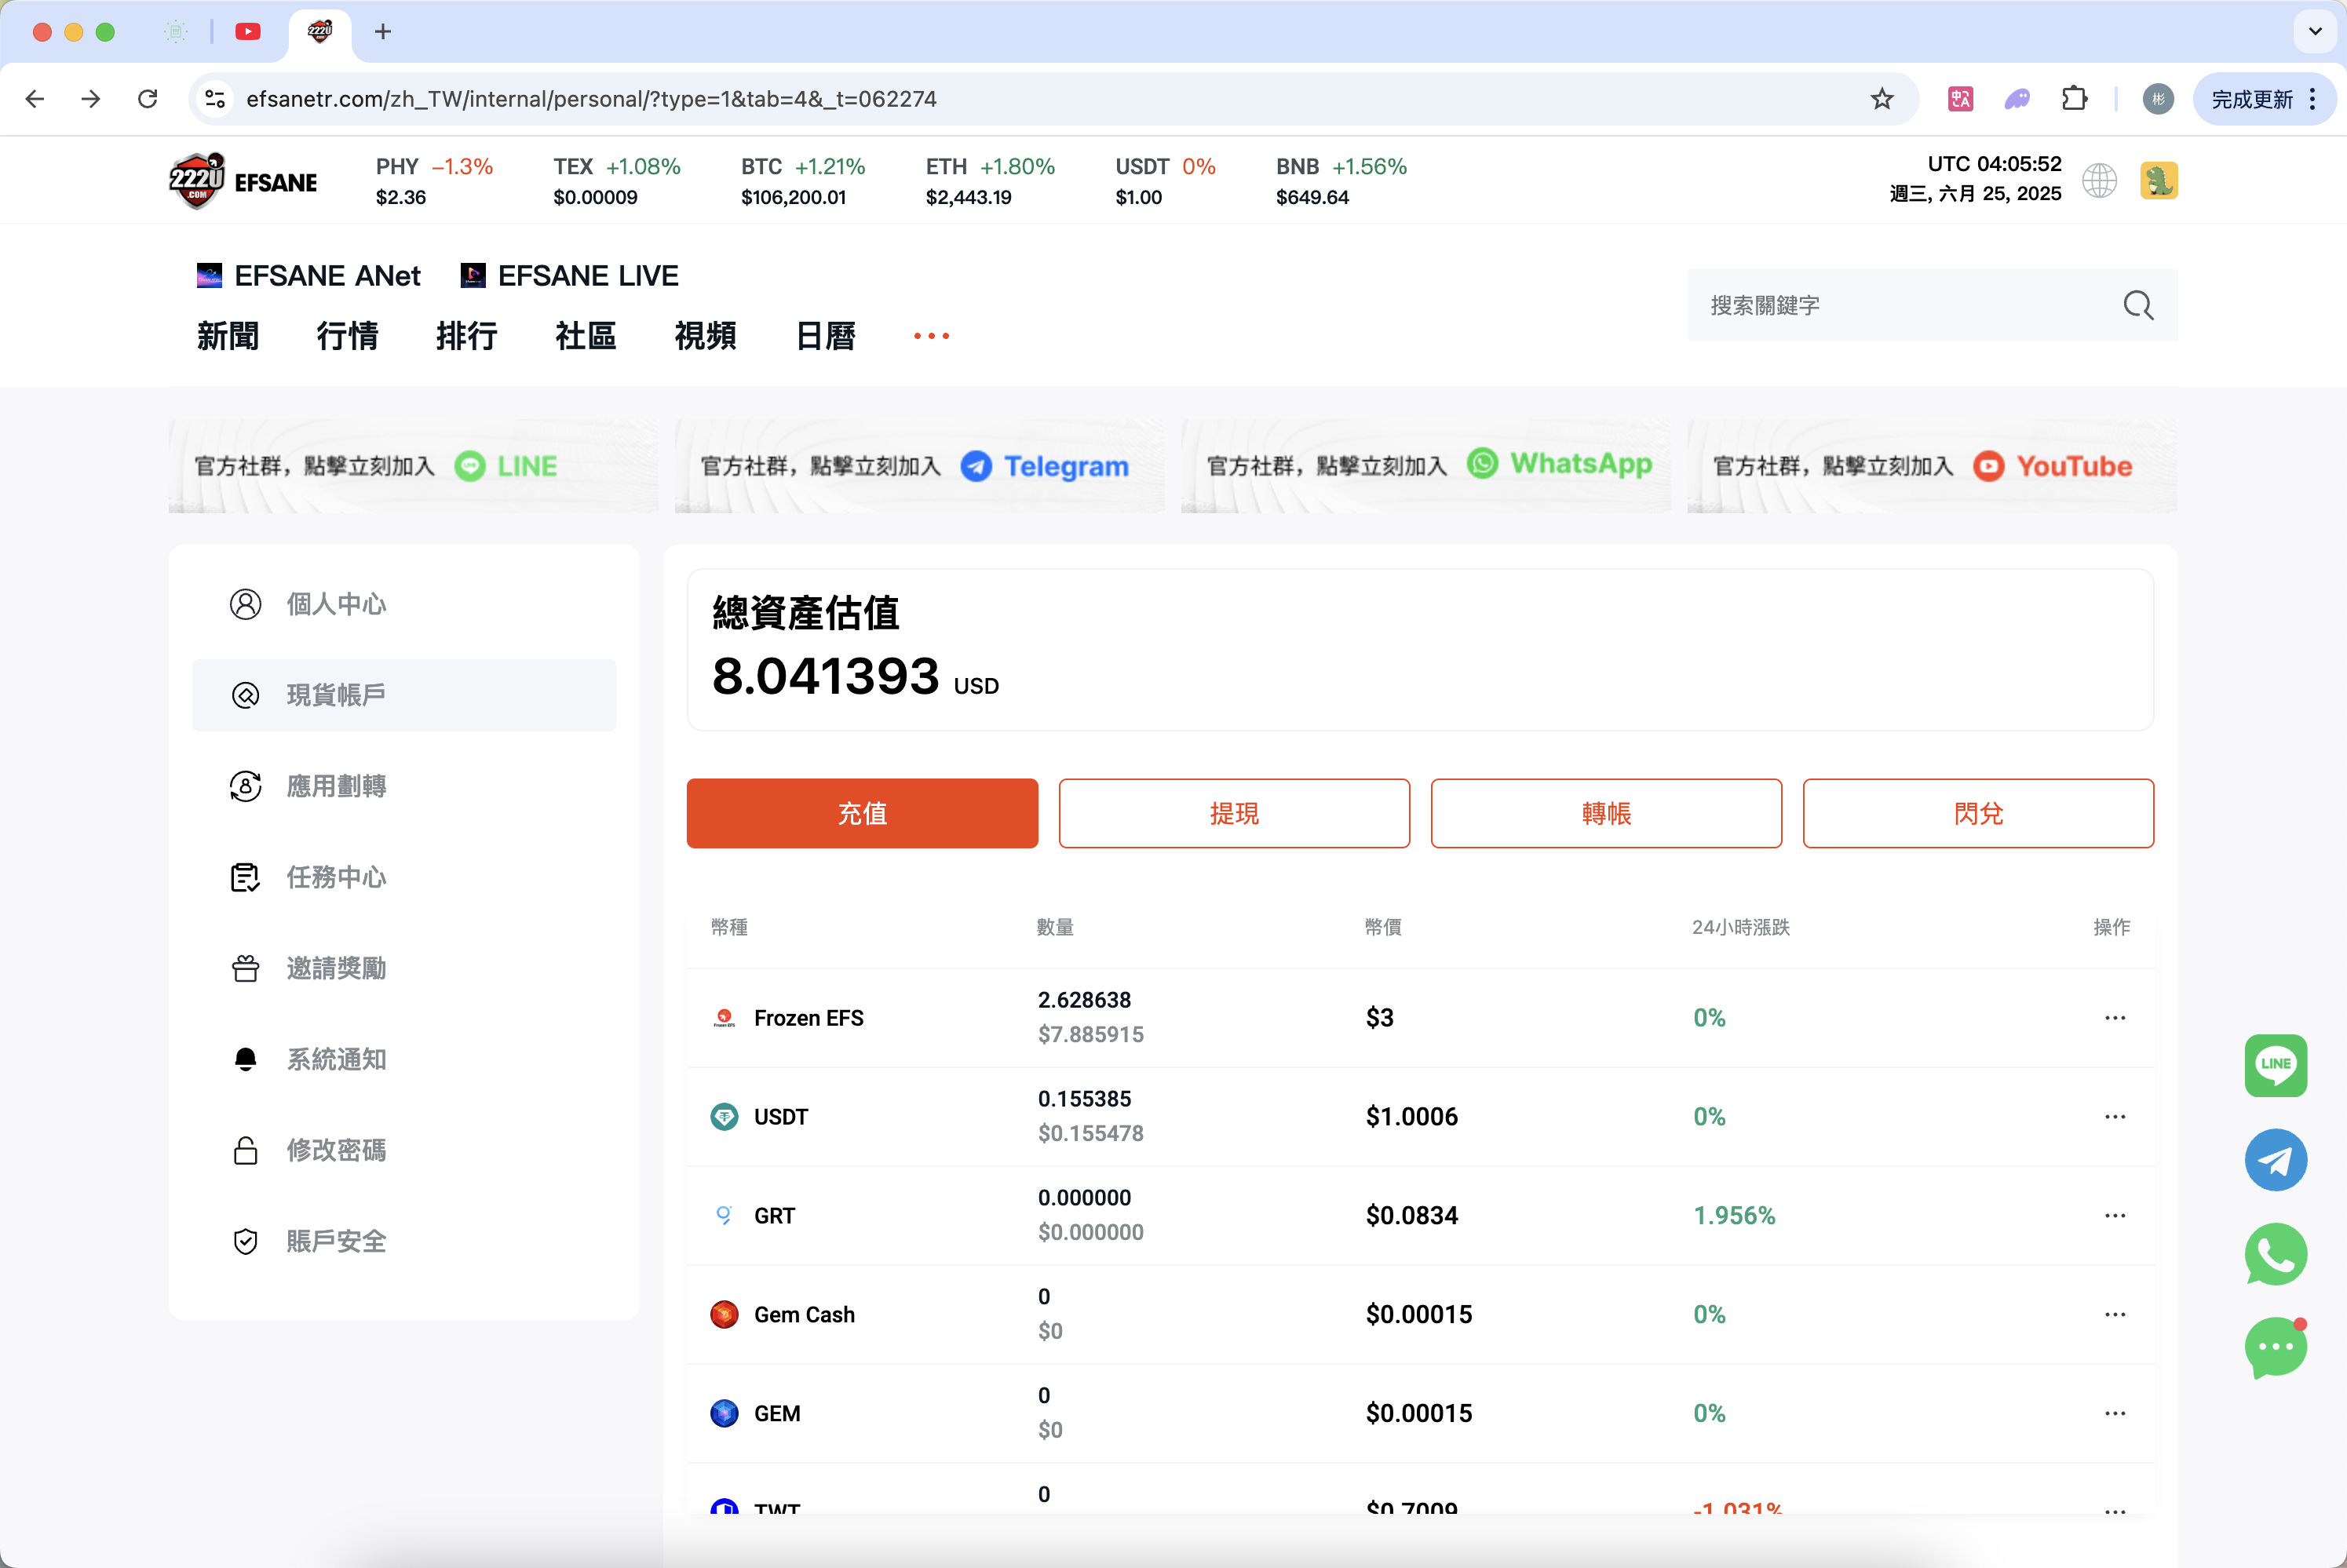 efsanetr.com/zh_TW/internal/personal/?type=1&tab=4&_t=062274
彬
完成更新
222U
.COM
EFSANE
PHY –1.3%
$2.36
TEX +1.08%
$0.00009
BTC +1.21%
$106,200.01
ETH +1.80%
$2,443.19
USDT 0%
$1.00
BNB +1.56%
$649.64
UTC 04:05:52
週三, 六月 25, 2025
EFSANE ANet
EFSANE LIVE
新聞 行情 排行 社區 視頻 日曆
搜索關鍵字
官方社群，點擊立刻加入 LINE
官方社群，點擊立刻加入 Telegram
官方社群，點擊立刻加入 WhatsApp
官方社群，點擊立刻加入 YouTube
個人中心
現貨帳戶
應用劃轉
任務中心
邀請獎勵
系統通知
修改密碼
賬戶安全
總資產估值
8.041393 USD
充值
提現
轉帳
閃兌
幣種 數量 幣價 24小時漲跌 操作
Frozen EFS 2.628638 $3 0%
$7.885915
USDT 0.155385 $1.0006 0%
$0.155478
GRT 0.000000 $0.0834 1.956%
$0.000000
Gem Cash 0 $0.00015 0%
$0
GEM 0 $0.00015 0%
$0
TWT 0 $0.7009 -1.031%
LINE